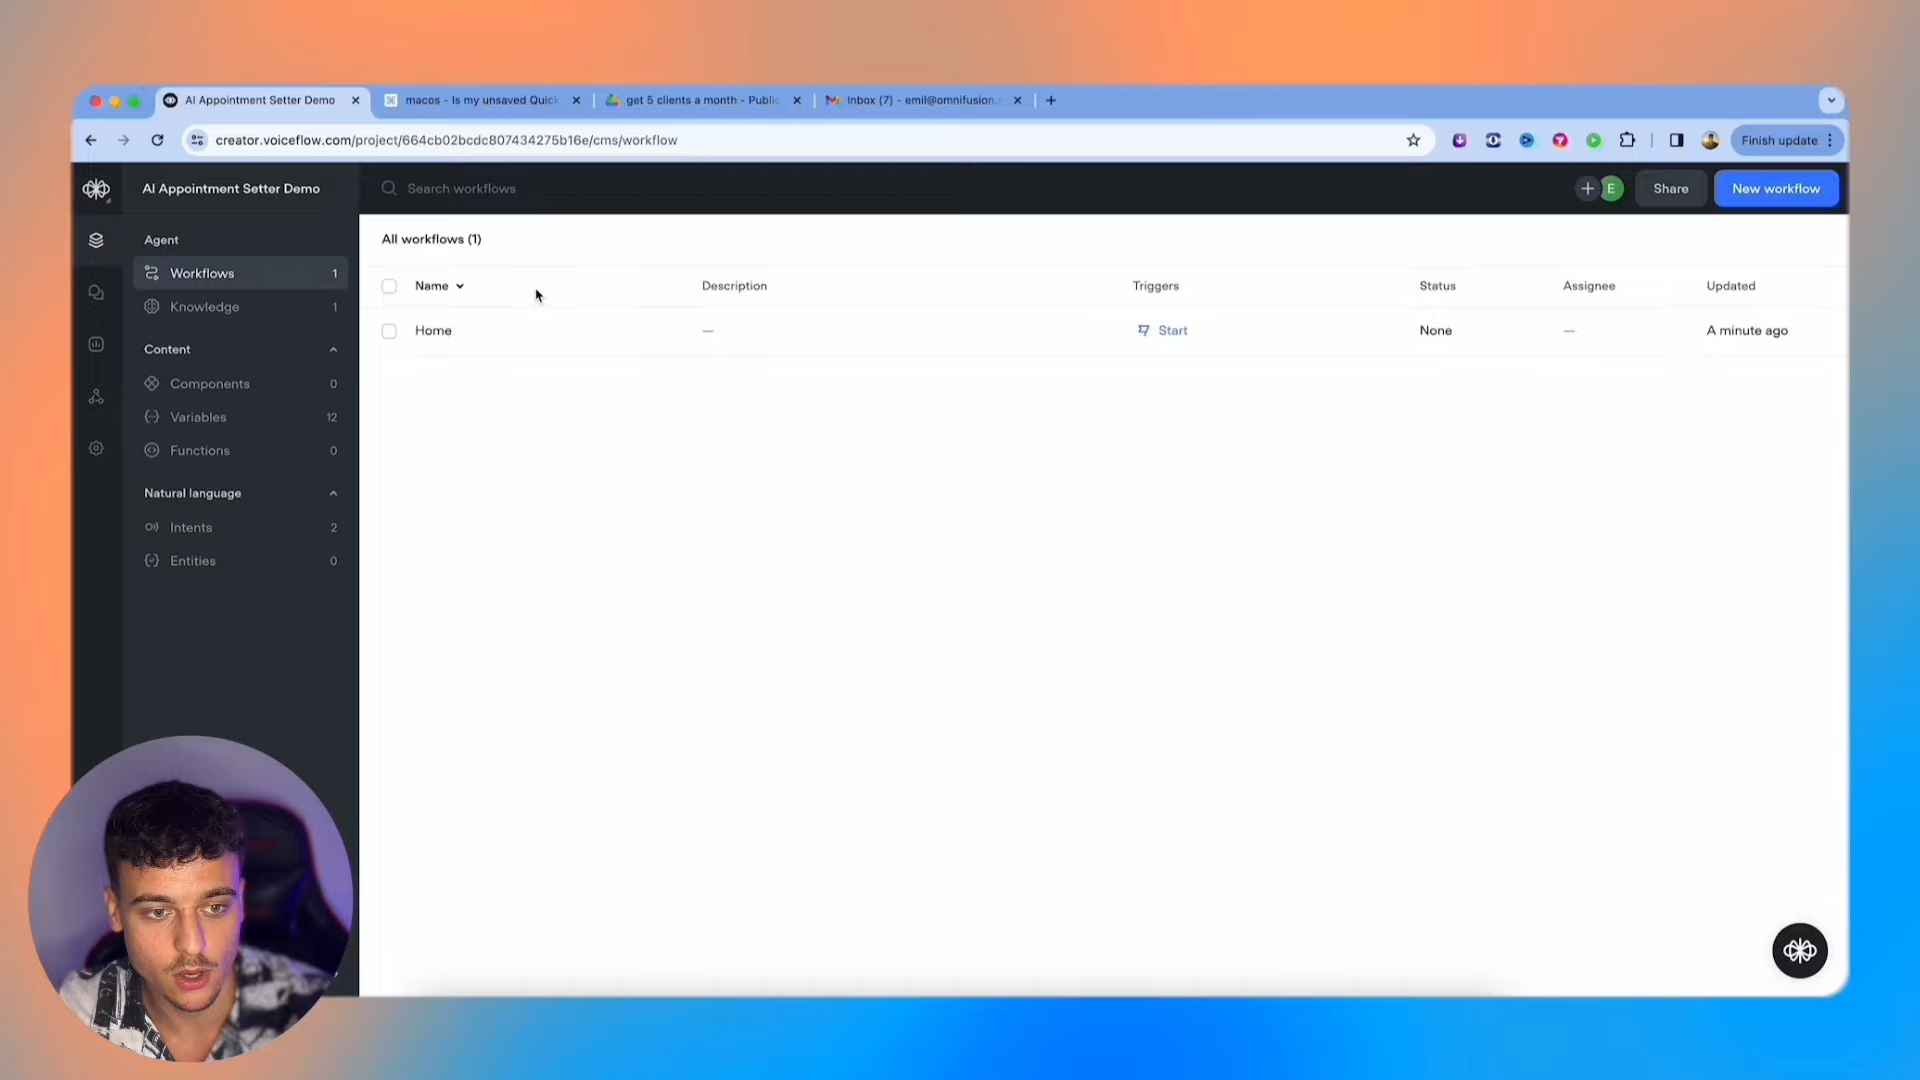 AI Appointment Setter Demo
macos - Is my unsaved Quick
get 5 clients a month - Public
Inbox (7) - emil@omnifusion.
creator.voiceflow.com/project/664cb02bcdc807434275b16e/cms/workflow
Finish update
AI Appointment Setter Demo
Search workflows
E
Share
New workflow
Agent
Workflows 1
Knowledge 1
Content
Components 0
Variables 12
Functions 0
Natural language
Intents 2
Entities 0
All workflows (1)
Name Description Triggers Status Assignee Updated
Home — Start None — A minute ago